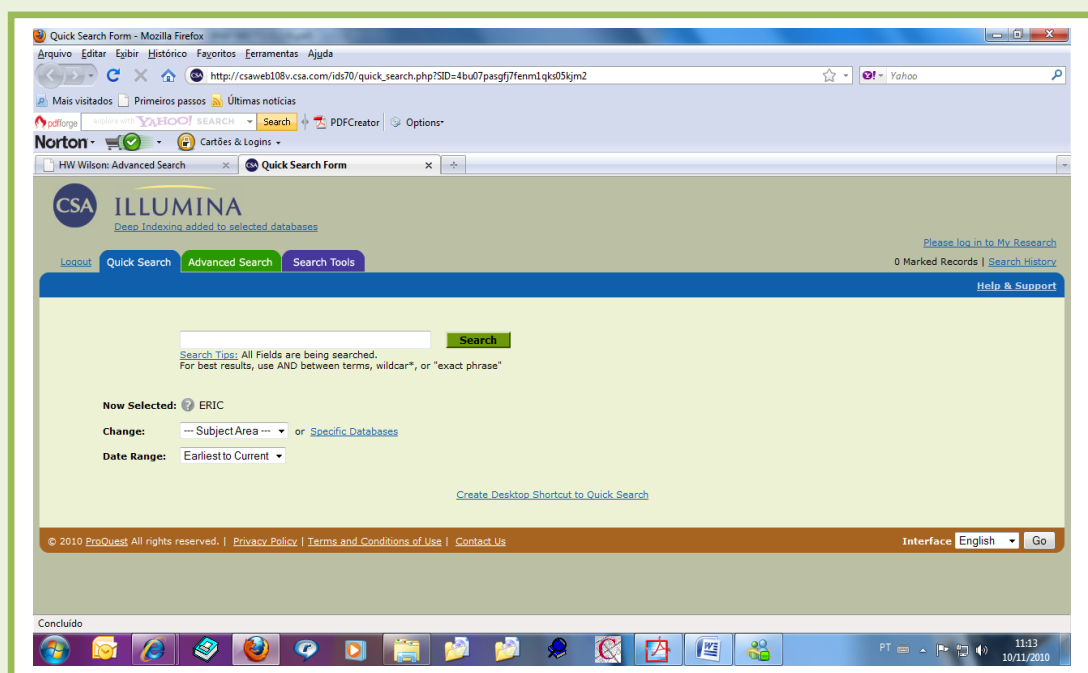 Quick Search Form - Mozilla Firefox
Arquivo Editar Exibir Histórico Favoritos Ferramentas Ajuda
http://csaweb108v.csa.com/ids70/quick_search.php?SID=4bu07pasgfj7fenm1qks05kjm2
Yahoo
Mais visitados Primeiros passos Últimas notícias
pdfforge YAHOO! SEARCH Search PDFCreator Options
Norton Cartões & Logins
HW Wilson: Advanced Search Quick Search Form
CSA ILLUMINA
Deep Indexing added to selected databases
Please log in to My Research
Logout Quick Search Advanced Search Search Tools 0 Marked Records | Search History
Help & Support
Search
Search Tips: All Fields are being searched.
For best results, use AND between terms, wildcar*, or "exact phrase"
Now Selected: ? ERIC
Change: --- Subject Area --- or Specific Databases
Date Range: Earliest to Current
Create Desktop Shortcut to Quick Search
© 2010 ProQuest All rights reserved. | Privacy Policy | Terms and Conditions of Use | Contact Us Interface English Go
Concluído
PT 11:13
10/11/2010